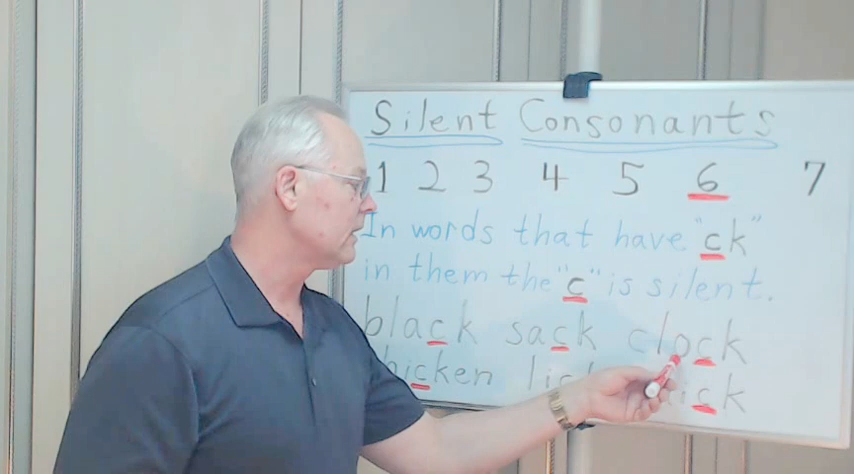 Silent Consonants
1 2 3 4 5 6 7
In words that have "ck"
in them the "c" is silent.
black sack clock
chicken